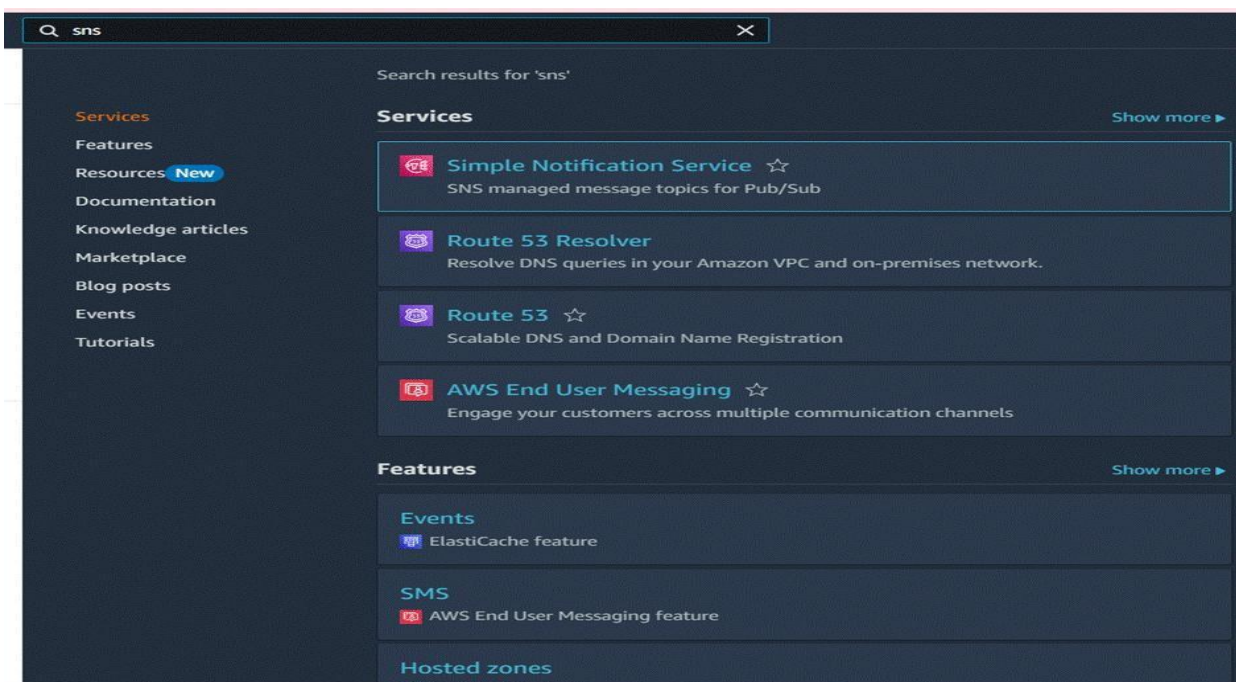 sns
Search results for 'sns'
Services
Features
Resources New
Documentation
Knowledge articles
Marketplace
Blog posts
Events
Tutorials
Services
Show more
Simple Notification Service
SNS managed message topics for Pub/Sub
Route 53 Resolver
Resolve DNS queries in your Amazon VPC and on-premises network.
Route 53
Scalable DNS and Domain Name Registration
AWS End User Messaging
Engage your customers across multiple communication channels
Features
Show more
Events
ElastiCache feature
SMS
AWS End User Messaging feature
Hosted zones